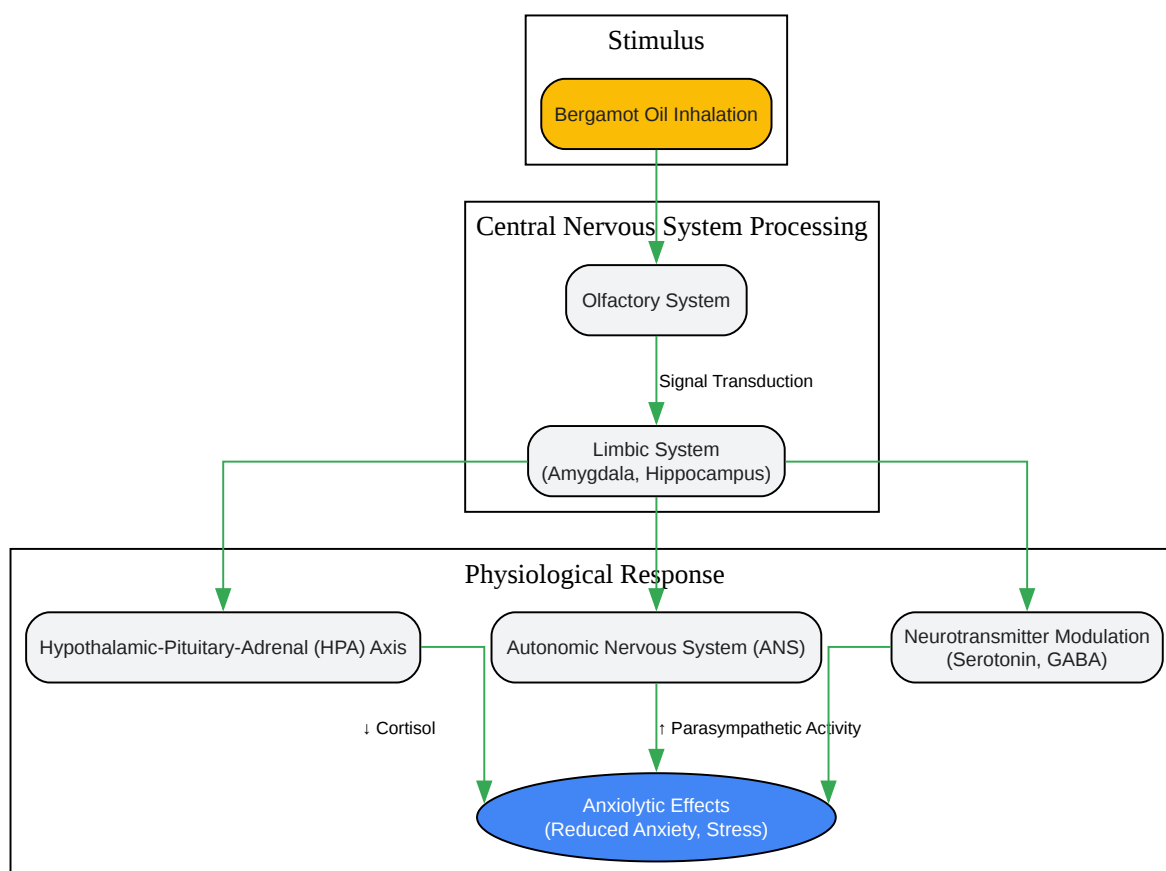 Stimulus
Bergamot Oil Inhalation
Central Nervous System Processing
Olfactory System
Signal Transduction
Limbic System
(Amygdala, Hippocampus)
Physiological Response
Hypothalamic-Pituitary-Adrenal (HPA) Axis
Autonomic Nervous System (ANS)
Neurotransmitter Modulation
(Serotonin, GABA)
↓ Cortisol
↑ Parasympathetic Activity
Anxiolytic Effects
(Reduced Anxiety, Stress)